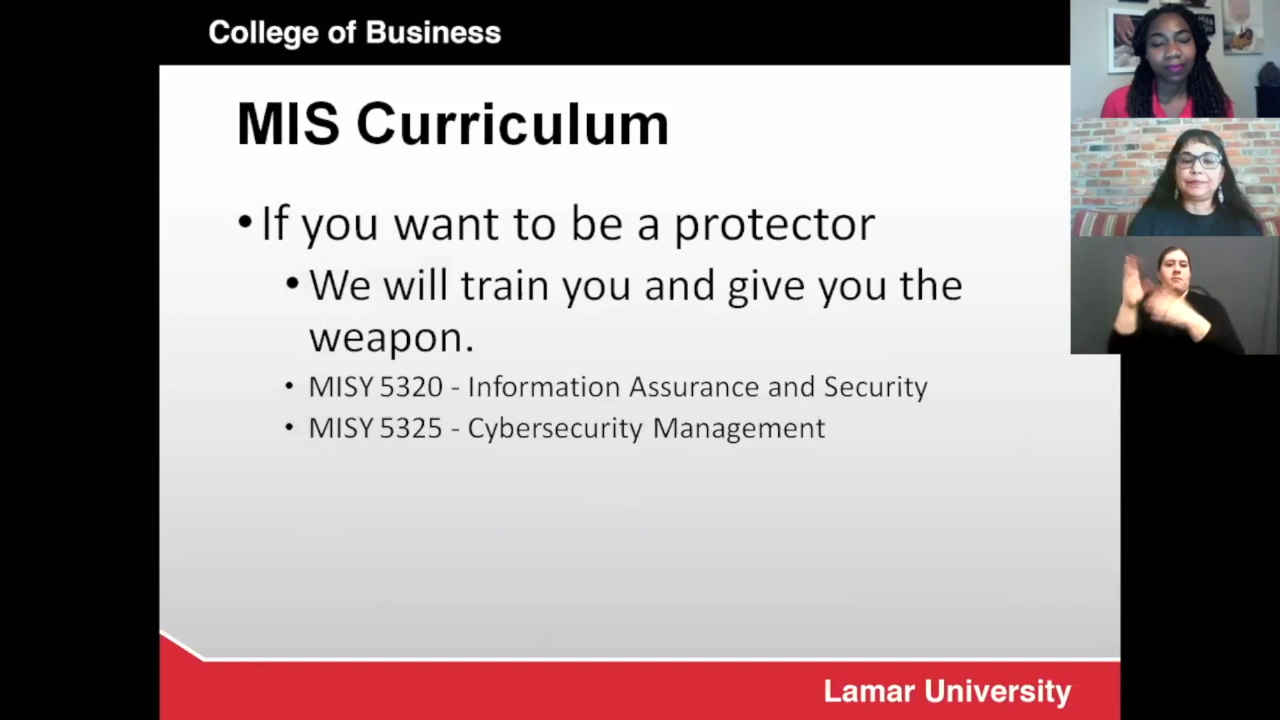 College of Business
MIS Curriculum
•If you want to be a protector
•We will train you and give you the
weapon.
• MISY 5320 - Information Assurance and Security
• MISY 5325 - Cybersecurity Management
Lamar University